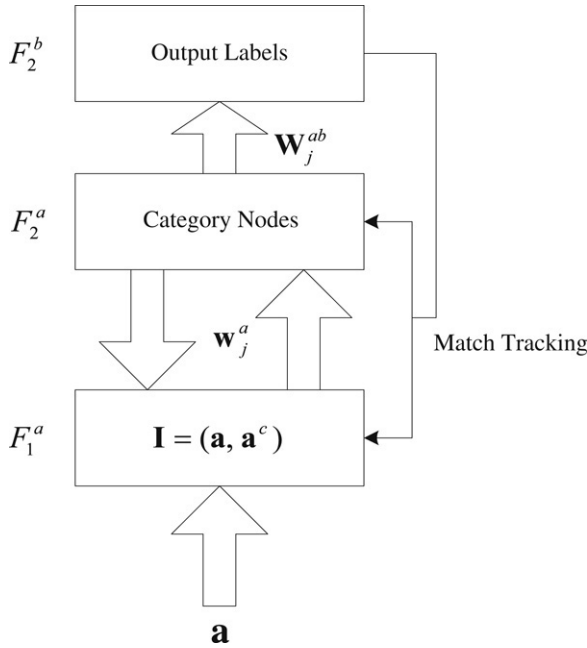 F_2^b
Output Labels
W_j^{ab}
F_2^a
Category Nodes
w_j^a
Match Tracking
F_1^a
I = (a, a^c)
a